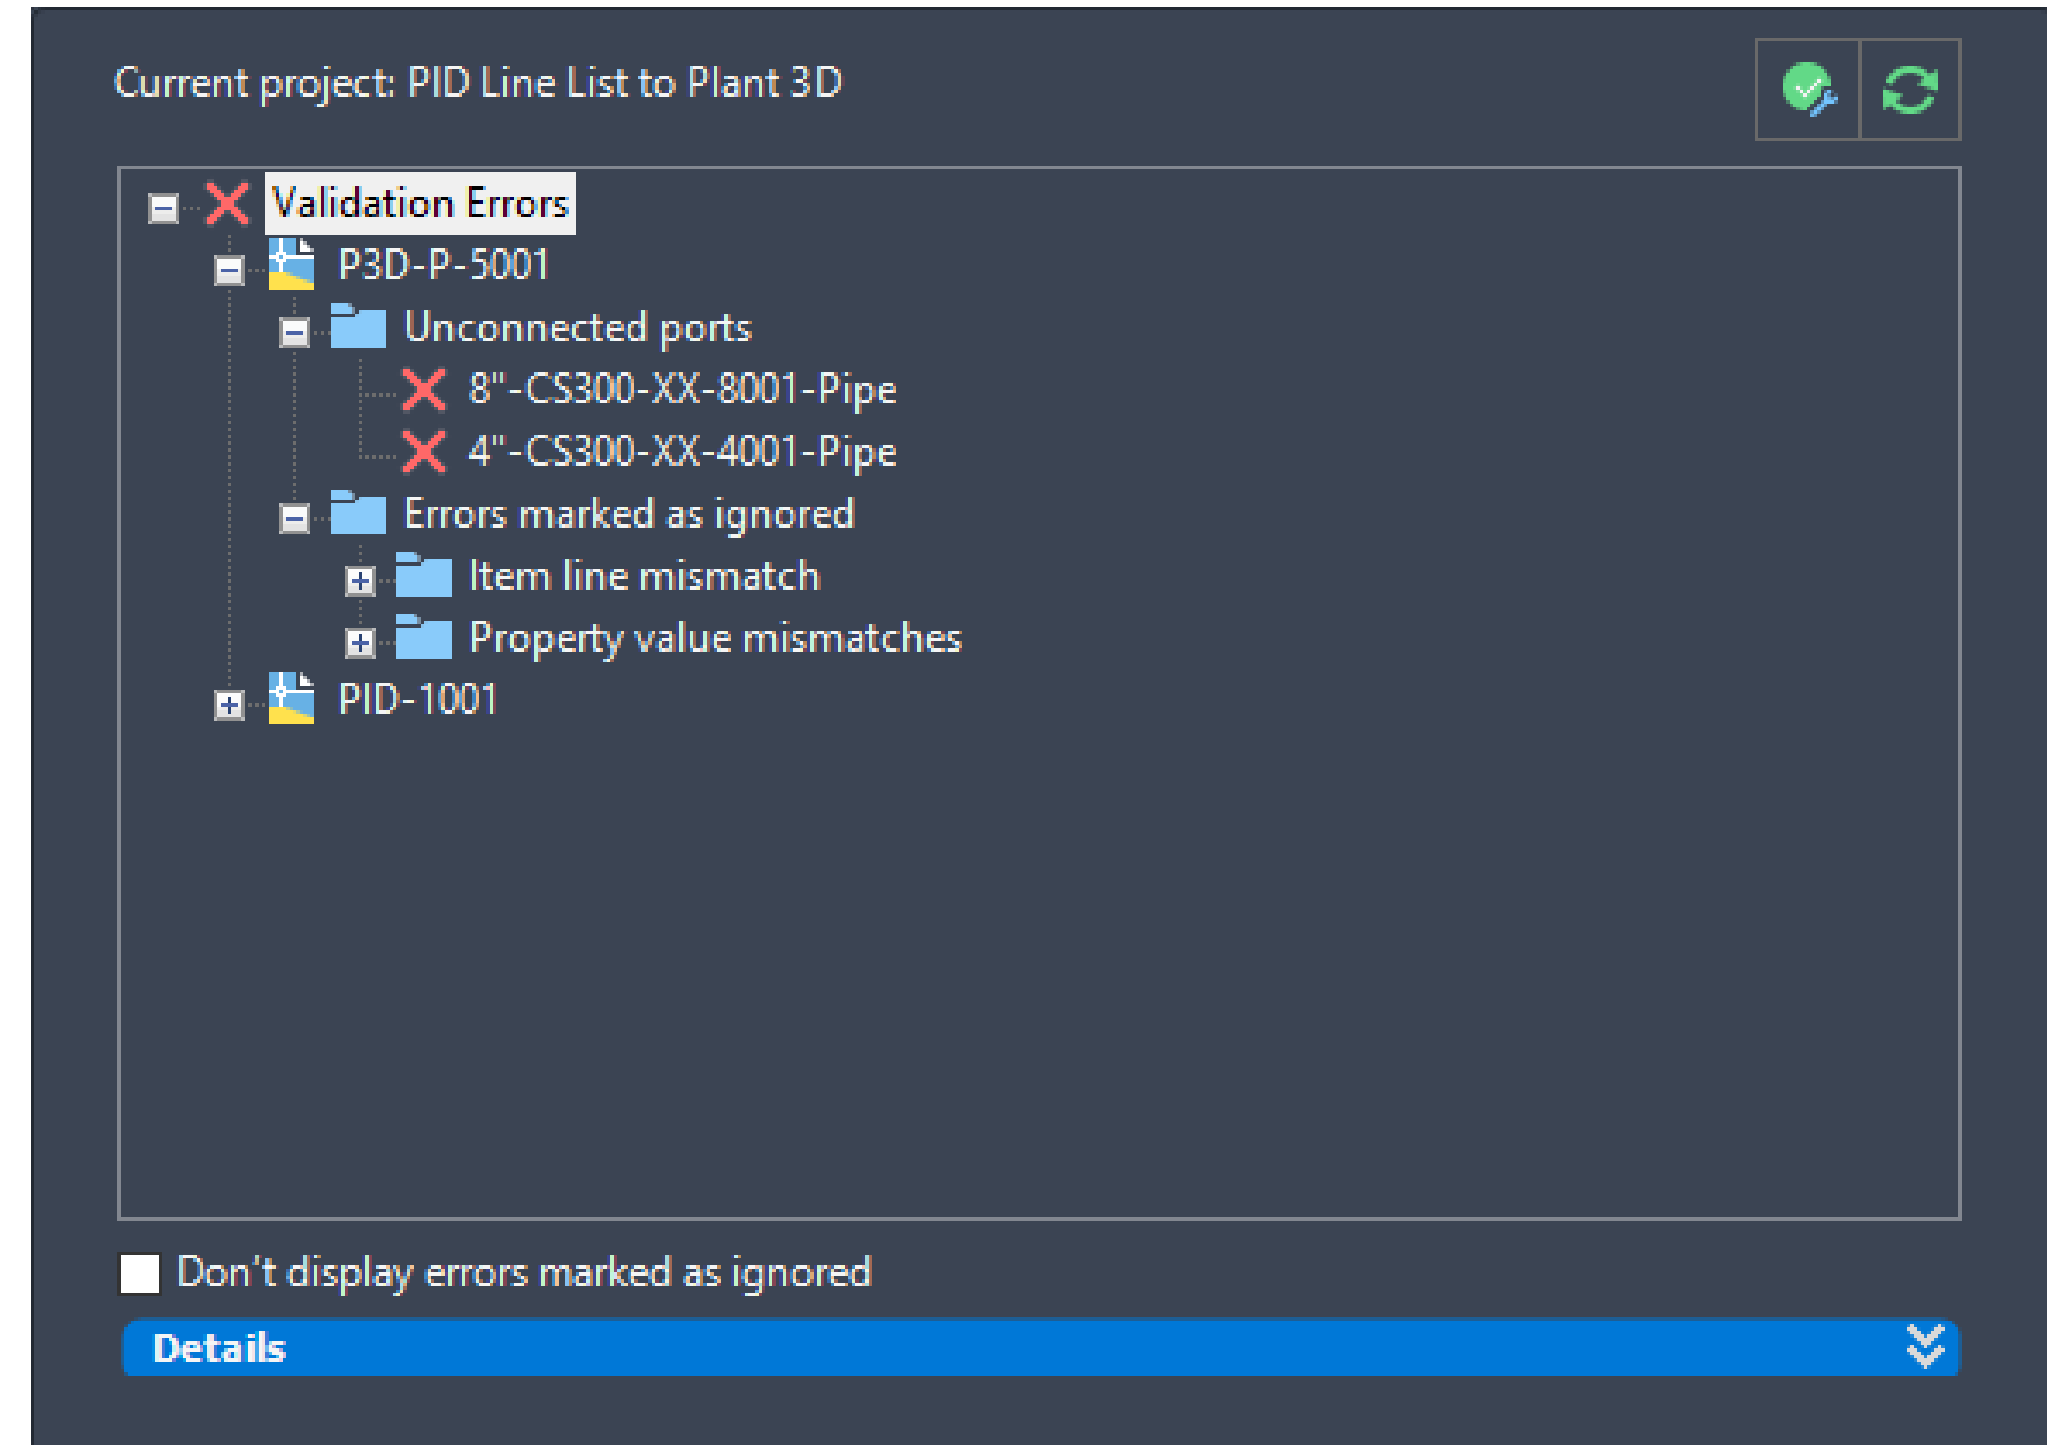 Current project: PID Line List to Plant 3D
Validation Errors
P3D-P-5001
Unconnected ports
8"-CS300-XX-8001-Pipe
4"-CS300-XX-4001-Pipe
Errors marked as ignored
Item line mismatch
Property value mismatches
PID-1001
Don't display errors marked as ignored
Details